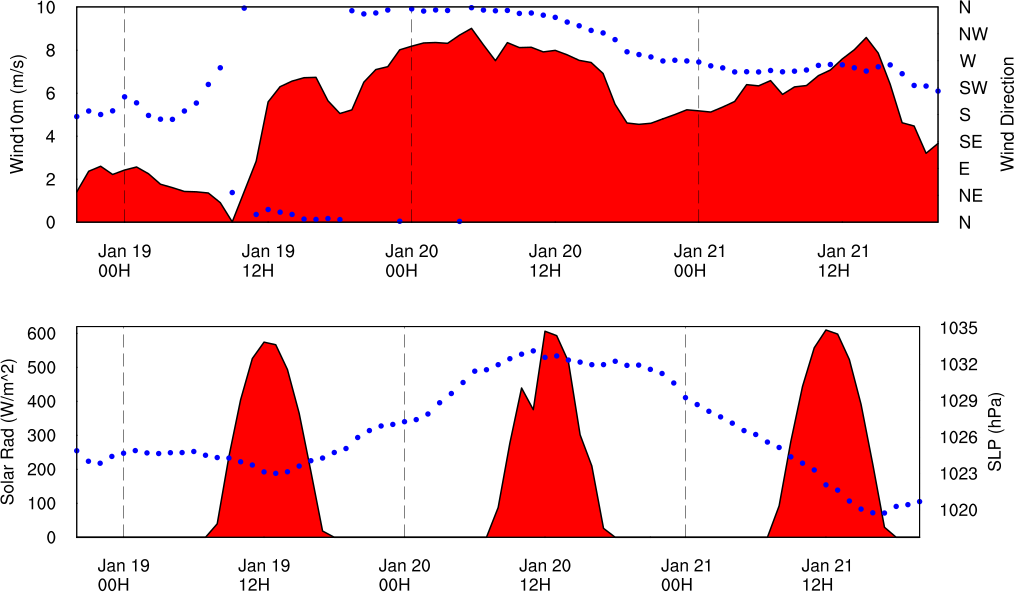 10
8
6
4
2
0
Wind10m (m/s)
N
NW
W
SW
S
SE
E
NE
N
Wind Direction
Jan 19 Jan 19 Jan 20 Jan 20 Jan 21 Jan 21
00H 12H 00H 12H 00H 12H
600
500
400
300
200
100
0
Solar Rad (W/m^2)
1035
1032
1029
1026
1023
1020
SLP (hPa)
Jan 19 Jan 19 Jan 20 Jan 20 Jan 21 Jan 21
00H 12H 00H 12H 00H 12H